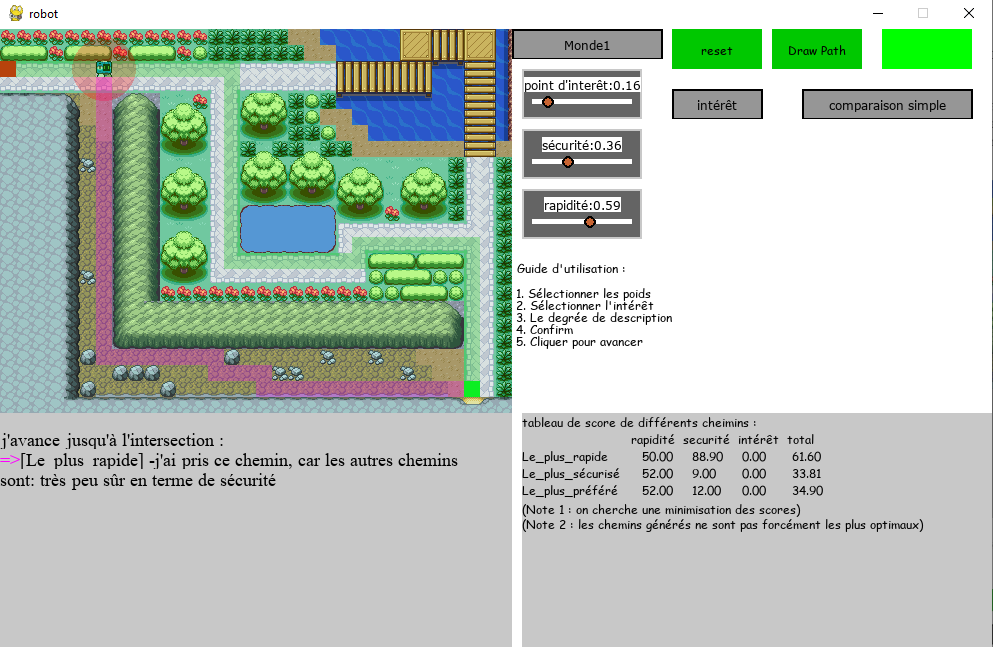 robot
Monde1
reset
Draw Path
point d'interêt:0.16
intérêt
comparaison simple
sécurité:0.36
rapidité:0.59
Guide d'utilisation :
1. Sélectionner les poids
2. Sélectionner l'intérêt
3. Le degrée de description
4. Confirm
5. Cliquer pour avancer
j'avance jusqu'à l'intersection :
=>[Le plus rapide] -j'ai pris ce chemin, car les autres chemins
sont: très peu sûr en terme de sécurité
tableau de score de différents cheimins :
rapidité securité intérêt total
Le_plus_rapide 50.00 88.90 0.00 61.60
Le_plus_sécurisé 52.00 9.00 0.00 33.81
Le_plus_préféré 52.00 12.00 0.00 34.90
(Note 1 : on cherche une minimisation des scores)
(Note 2 : les chemins générés ne sont pas forcément les plus optimaux)